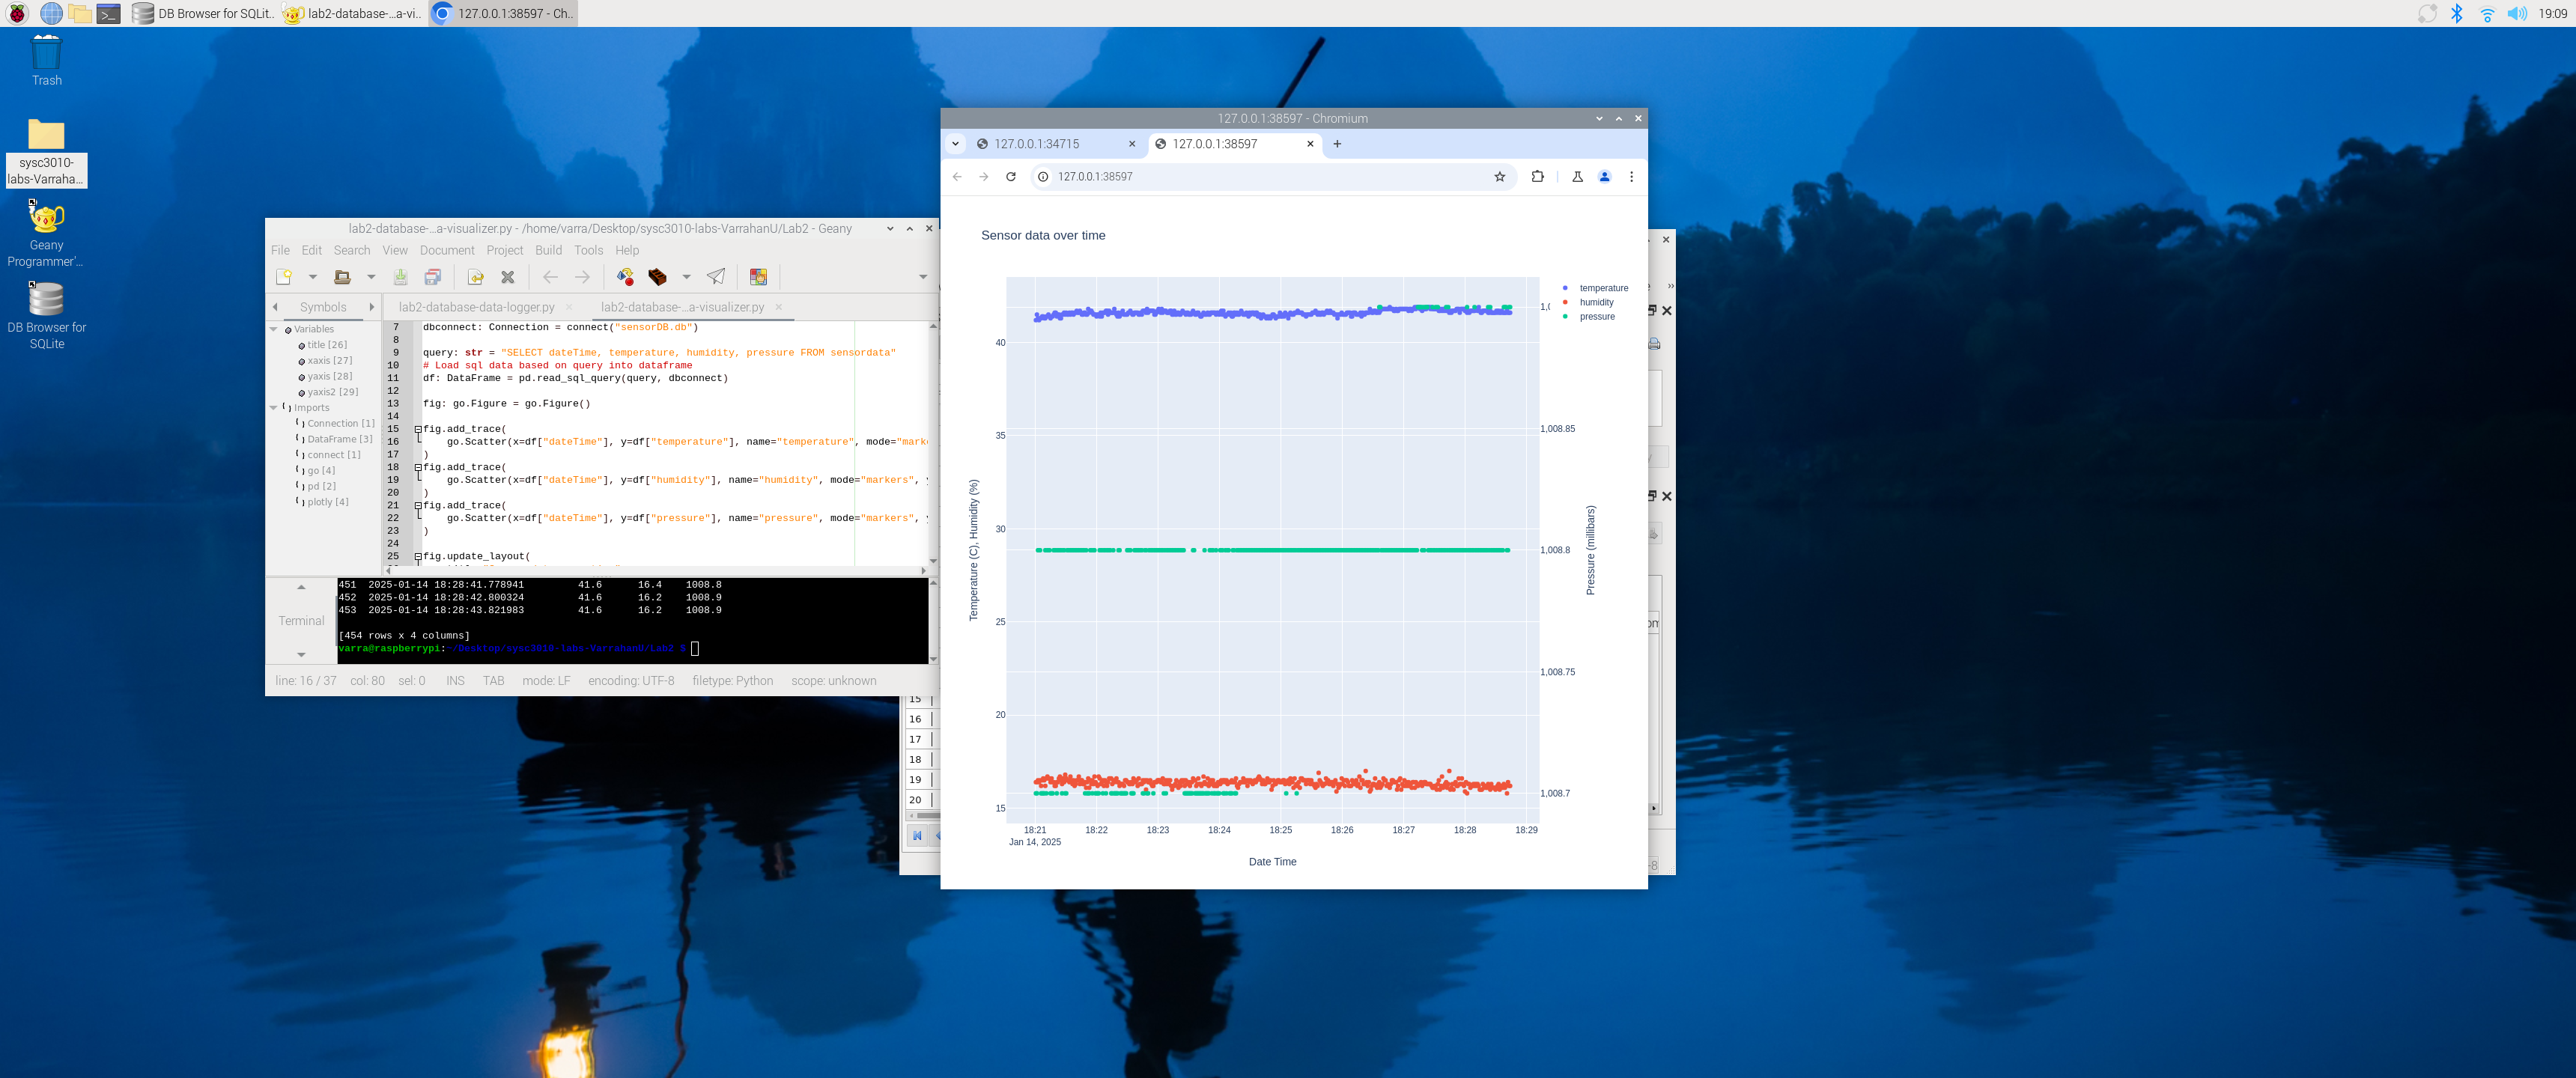 DB Browser for SQLit..
lab2-database-...a-vi..
127.0.0.1:38597 - Ch..
19:09
Trash
sysc3010-
labs-Varraha...
Geany
Programmer'...
DB Browser for
SQLite
lab2-database-...a-visualizer.py - /home/varra/Desktop/sysc3010-labs-VarrahanU/Lab2 - Geany
File Edit Search View Document Project Build Tools Help
Symbols
lab2-database-data-logger.py
lab2-database-...a-visualizer.py
Variables
title [26]
xaxis [27]
yaxis [28]
yaxis2 [29]
Imports
Connection [1]
DataFrame [3]
connect [1]
go [4]
pd [2]
plotly [4]
7 dbconnect: Connection = connect("sensorDB.db")
8
9 query: str = "SELECT dateTime, temperature, humidity, pressure FROM sensordata"
10 # Load sql data based on query into dataframe
11 df: DataFrame = pd.read_sql_query(query, dbconnect)
12
13 fig: go.Figure = go.Figure()
14
15 fig.add_trace(
16 go.Scatter(x=df["dateTime"], y=df["temperature"], name="temperature", mode="mark
17 )
18 fig.add_trace(
19 go.Scatter(x=df["dateTime"], y=df["humidity"], name="humidity", mode="markers", y
20 )
21 fig.add_trace(
22 go.Scatter(x=df["dateTime"], y=df["pressure"], name="pressure", mode="markers", y
23 )
24
25 fig.update_layout(
Terminal
451 2025-01-14 18:28:41.778941 41.6 16.4 1008.8
452 2025-01-14 18:28:42.800324 41.6 16.2 1008.9
453 2025-01-14 18:28:43.821983 41.6 16.2 1008.9
[454 rows x 4 columns]
varra@raspberrypi:~/Desktop/sysc3010-labs-VarrahanU/Lab2 $
line: 16 / 37 col: 80 sel: 0 INS TAB mode: LF encoding: UTF-8 filetype: Python scope: unknown
15
16
17
18
19
20
127.0.0.1:38597 - Chromium
127.0.0.1:34715
127.0.0.1:38597
127.0.0.1:38597
Sensor data over time
temperature
humidity
pressure
40
35
30
25
20
15
Temperature (C), Humidity (%)
1,008.85
1,008.8
1,008.75
1,008.7
Pressure (millibars)
18:21 18:22 18:23 18:24 18:25 18:26 18:27 18:28 18:29
Jan 14, 2025
Date Time